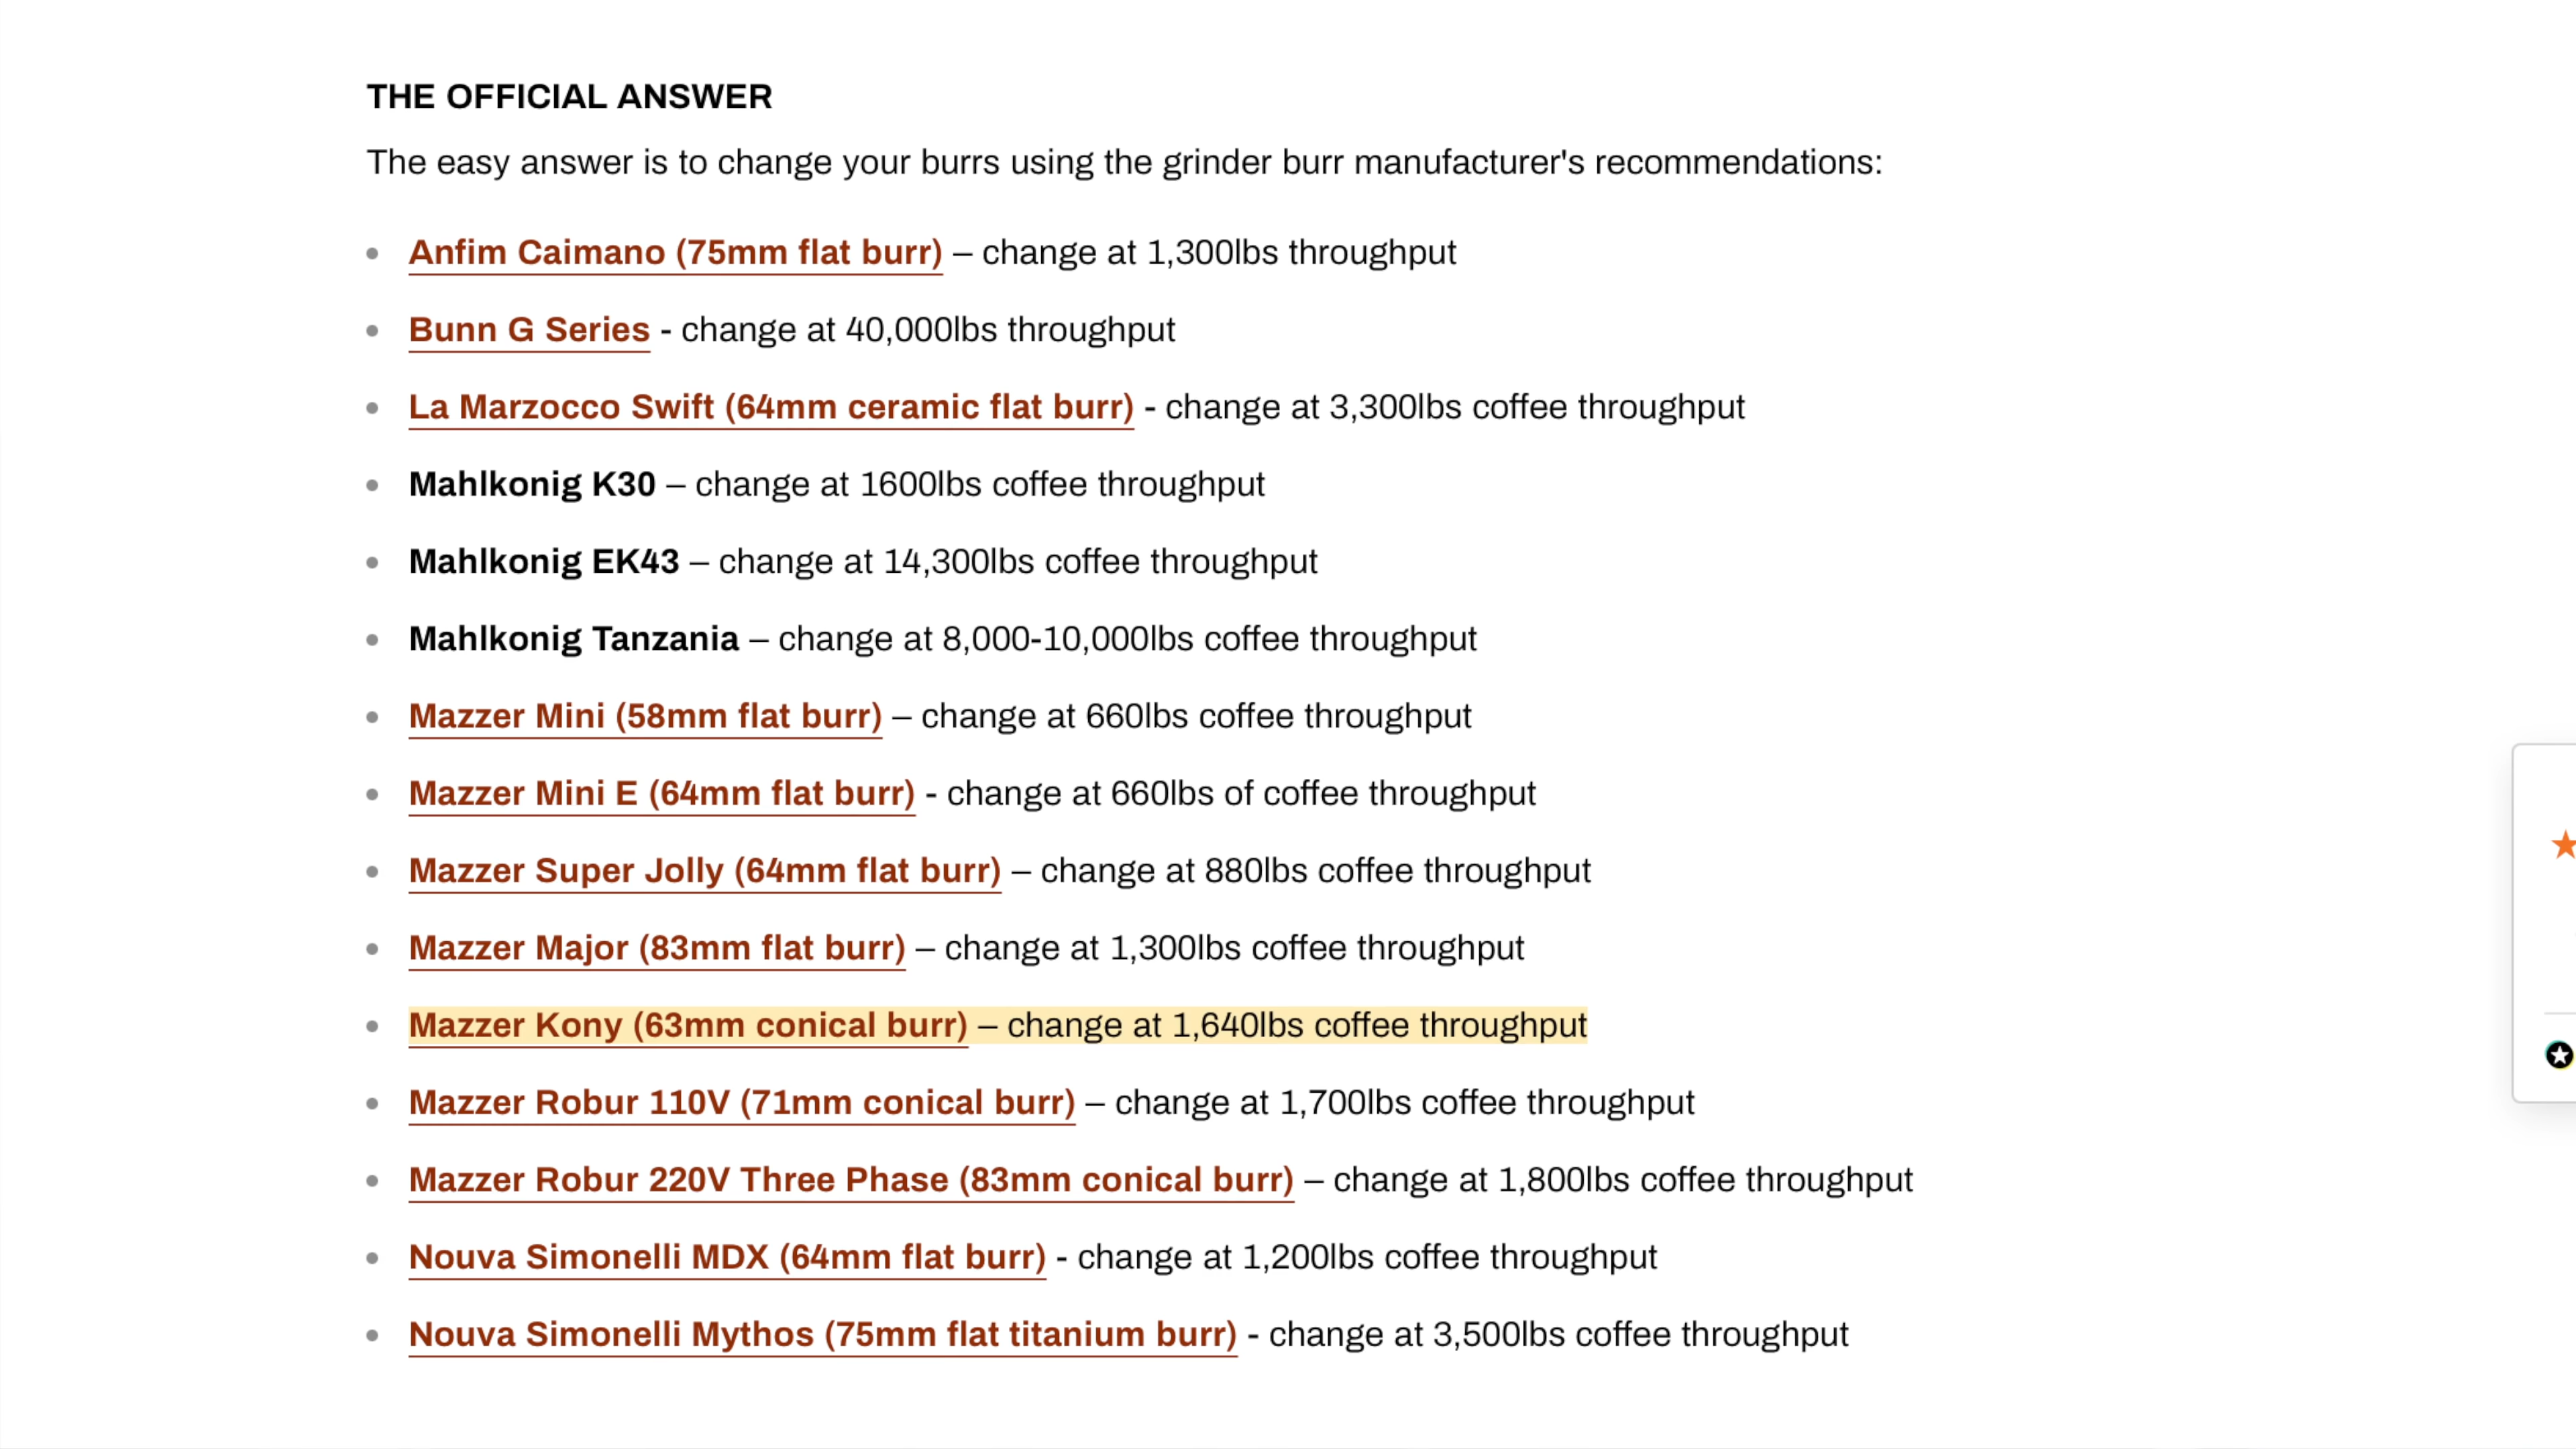 THE OFFICIAL ANSWER
The easy answer is to change your burrs using the grinder burr manufacturer's recommendations:
Anfim Caimano (75mm flat burr) – change at 1,300lbs throughput
Bunn G Series - change at 40,000lbs throughput
La Marzocco Swift (64mm ceramic flat burr) - change at 3,300lbs coffee throughput
Mahlkonig K30 – change at 1600lbs coffee throughput
Mahlkonig EK43 – change at 14,300lbs coffee throughput
Mahlkonig Tanzania – change at 8,000-10,000lbs coffee throughput
Mazzer Mini (58mm flat burr) – change at 660lbs coffee throughput
Mazzer Mini E (64mm flat burr) - change at 660lbs of coffee throughput
Mazzer Super Jolly (64mm flat burr) – change at 880lbs coffee throughput
Mazzer Major (83mm flat burr) – change at 1,300lbs coffee throughput
Mazzer Kony (63mm conical burr) – change at 1,640lbs coffee throughput
Mazzer Robur 110V (71mm conical burr) – change at 1,700lbs coffee throughput
Mazzer Robur 220V Three Phase (83mm conical burr) – change at 1,800lbs coffee throughput
Nouva Simonelli MDX (64mm flat burr) - change at 1,200lbs coffee throughput
Nouva Simonelli Mythos (75mm flat titanium burr) - change at 3,500lbs coffee throughput